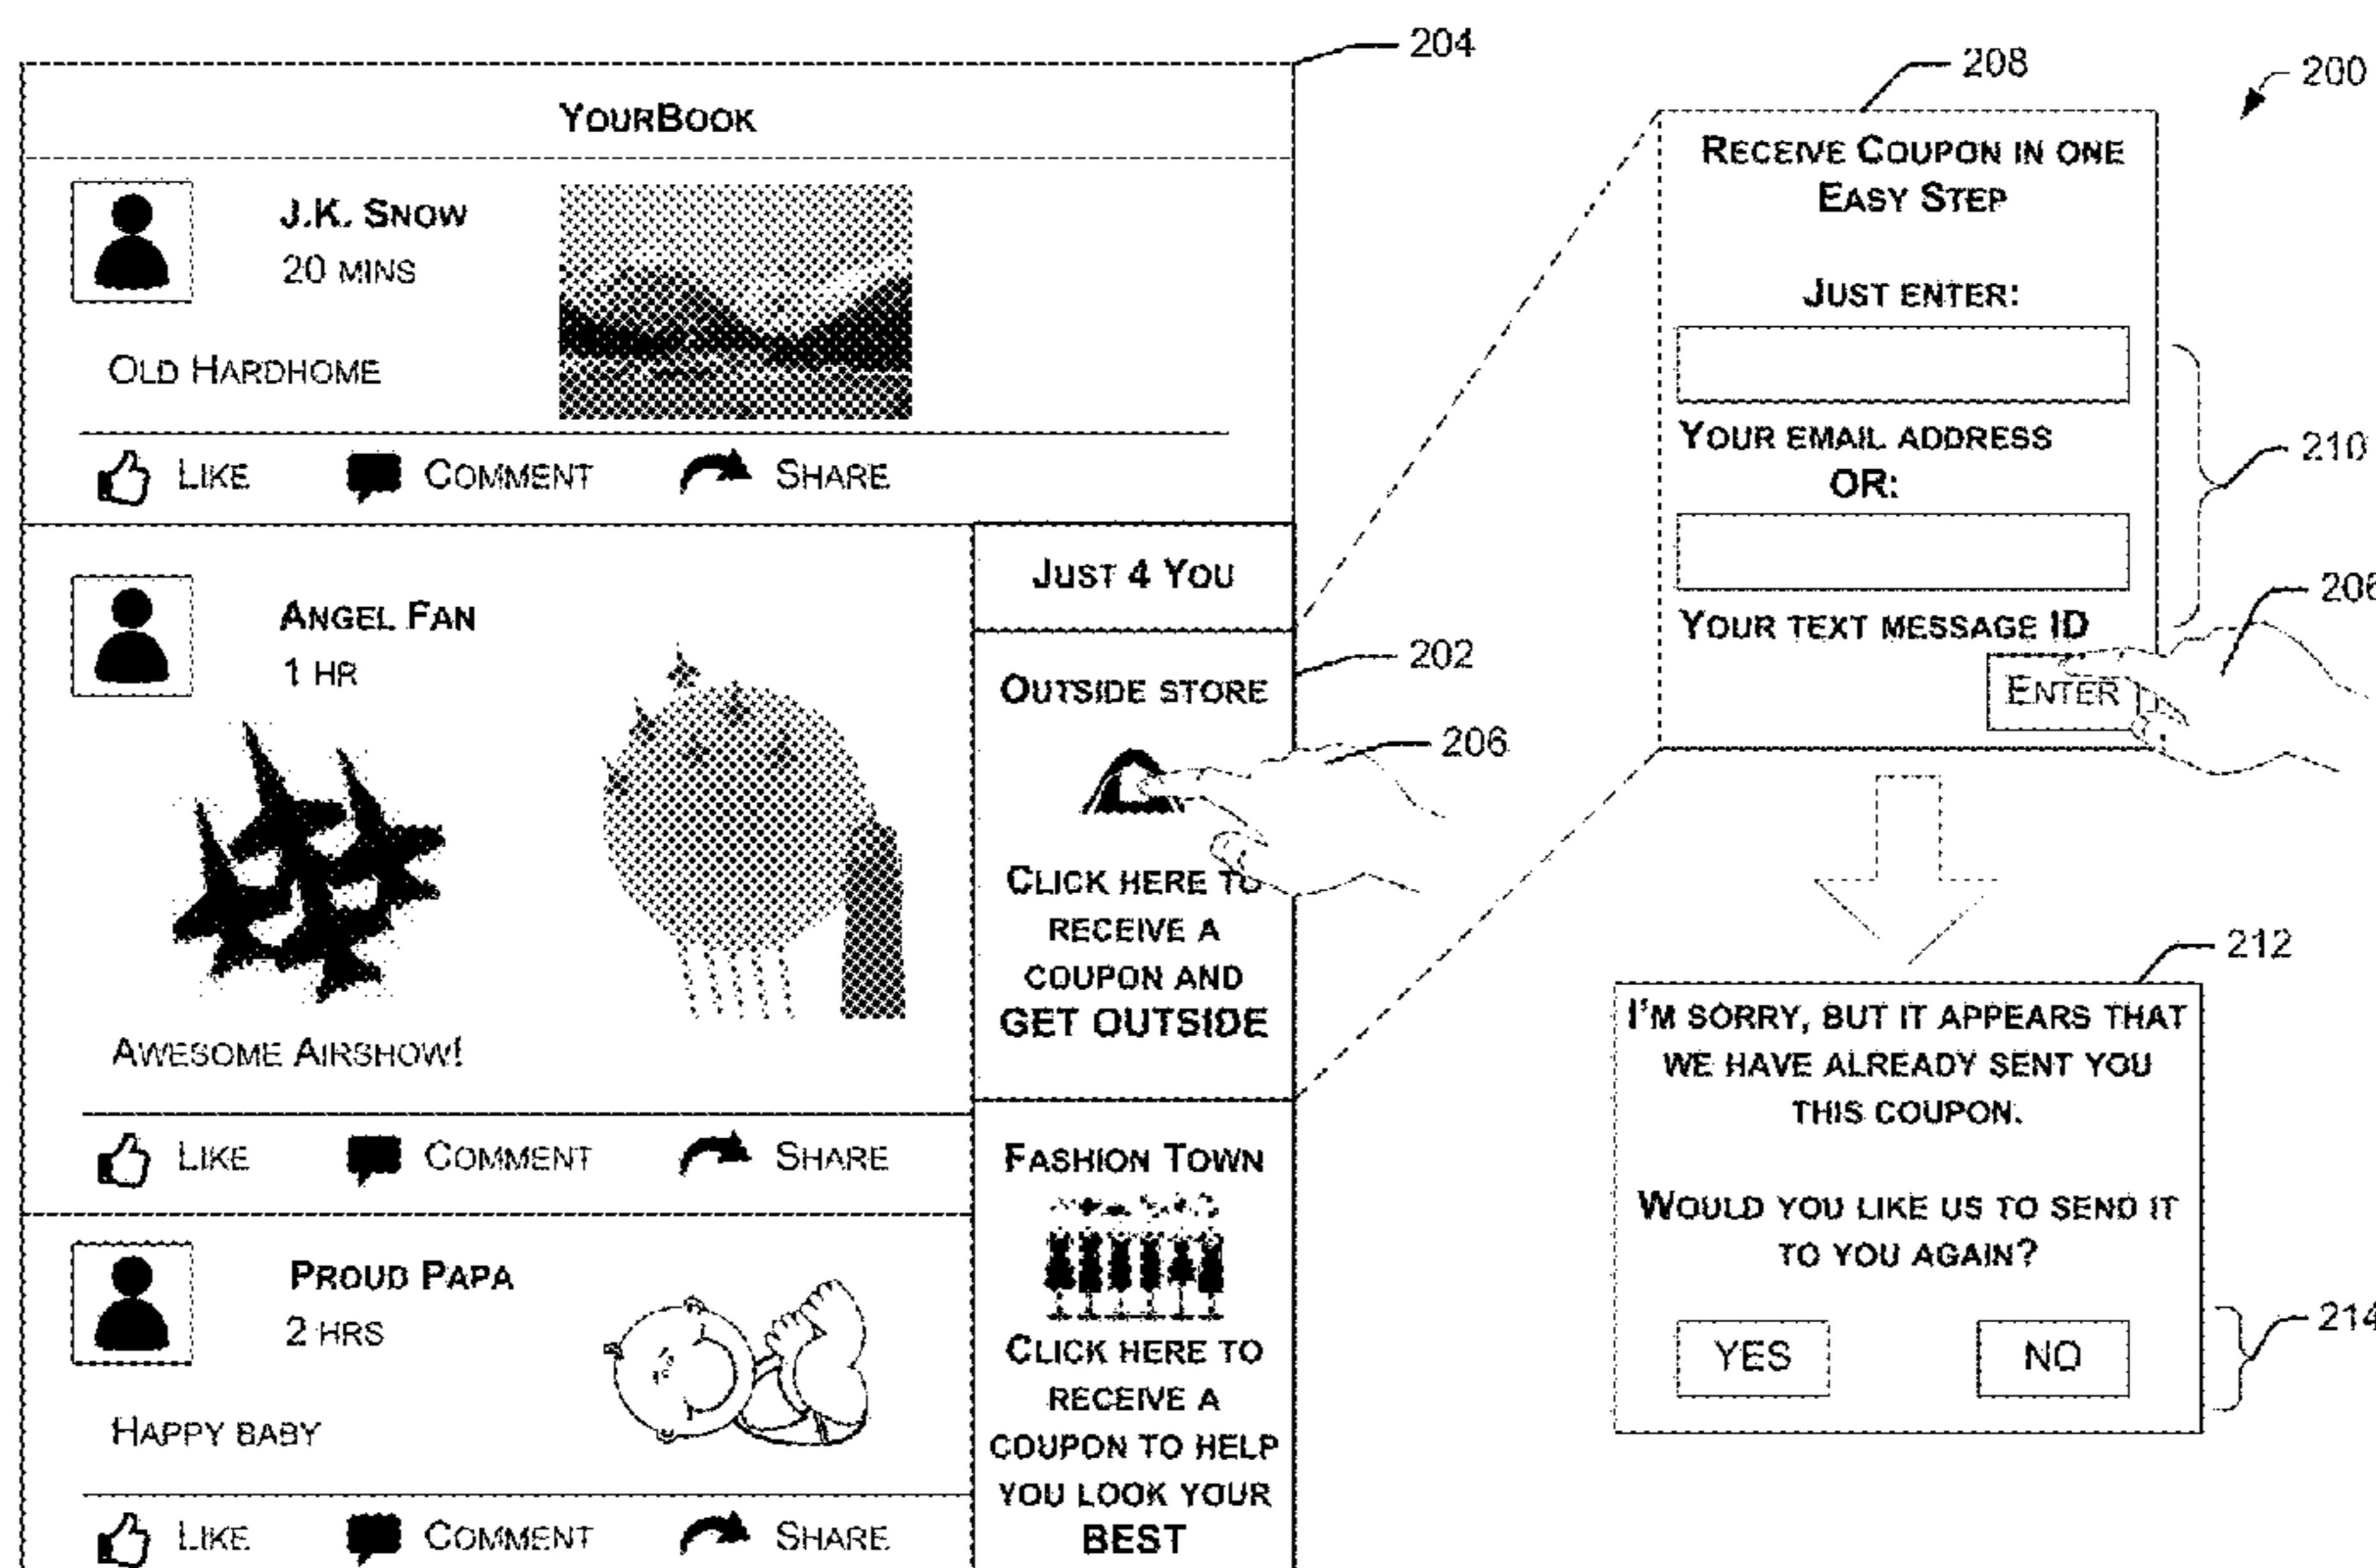 204
YOURBOOK
J.K. SNOW
20 MINS
OLD HARDHOME
LIKE COMMENT SHARE
ANGEL FAN
1 HR
AWESOME AIRSHOW!
LIKE COMMENT SHARE
PROUD PAPA
2 HRS
HAPPY BABY
LIKE COMMENT SHARE
JUST 4 YOU
202
OUTSIDE STORE
206
CLICK HERE TO
RECEIVE A
COUPON AND
GET OUTSIDE
FASHION TOWN
CLICK HERE TO
RECEIVE A
COUPON TO HELP
YOU LOOK YOUR
BEST
208
200
RECEIVE COUPON IN ONE
EASY STEP
JUST ENTER:
YOUR EMAIL ADDRESS
OR:
210
YOUR TEXT MESSAGE ID
206
ENTER
212
I'M SORRY, BUT IT APPEARS THAT
WE HAVE ALREADY SENT YOU
THIS COUPON.
WOULD YOU LIKE US TO SEND IT
TO YOU AGAIN?
YES NO
214